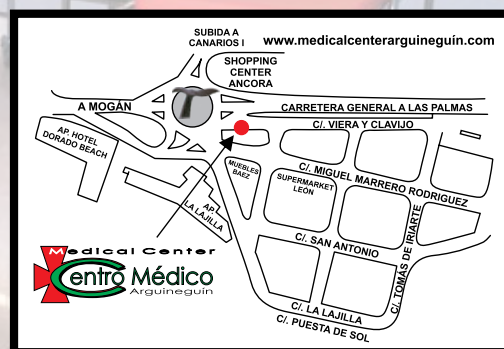 SUBIDA A
CANARIOS I
www.medicalcenterarguineguín.com
SHOPPING
CENTER
ANCORA
A MOGÁN
CARRETERA GENERAL A LAS PALMAS
C/. VIERA Y CLAVIJO
AP. HOTEL
DORADO BEACH
MUEBLES
BAEZ
C/. MIGUEL MARRERO RODRIGUEZ
SUPERMARKET
LEÓN
AP.
LA LAJILLA
C/. TOMAS DE IRIARTE
C/. SAN ANTONIO
Medical Center
Centro Médico
Arguineguín
C/. LA LAJILLA
C/. PUESTA DE SOL